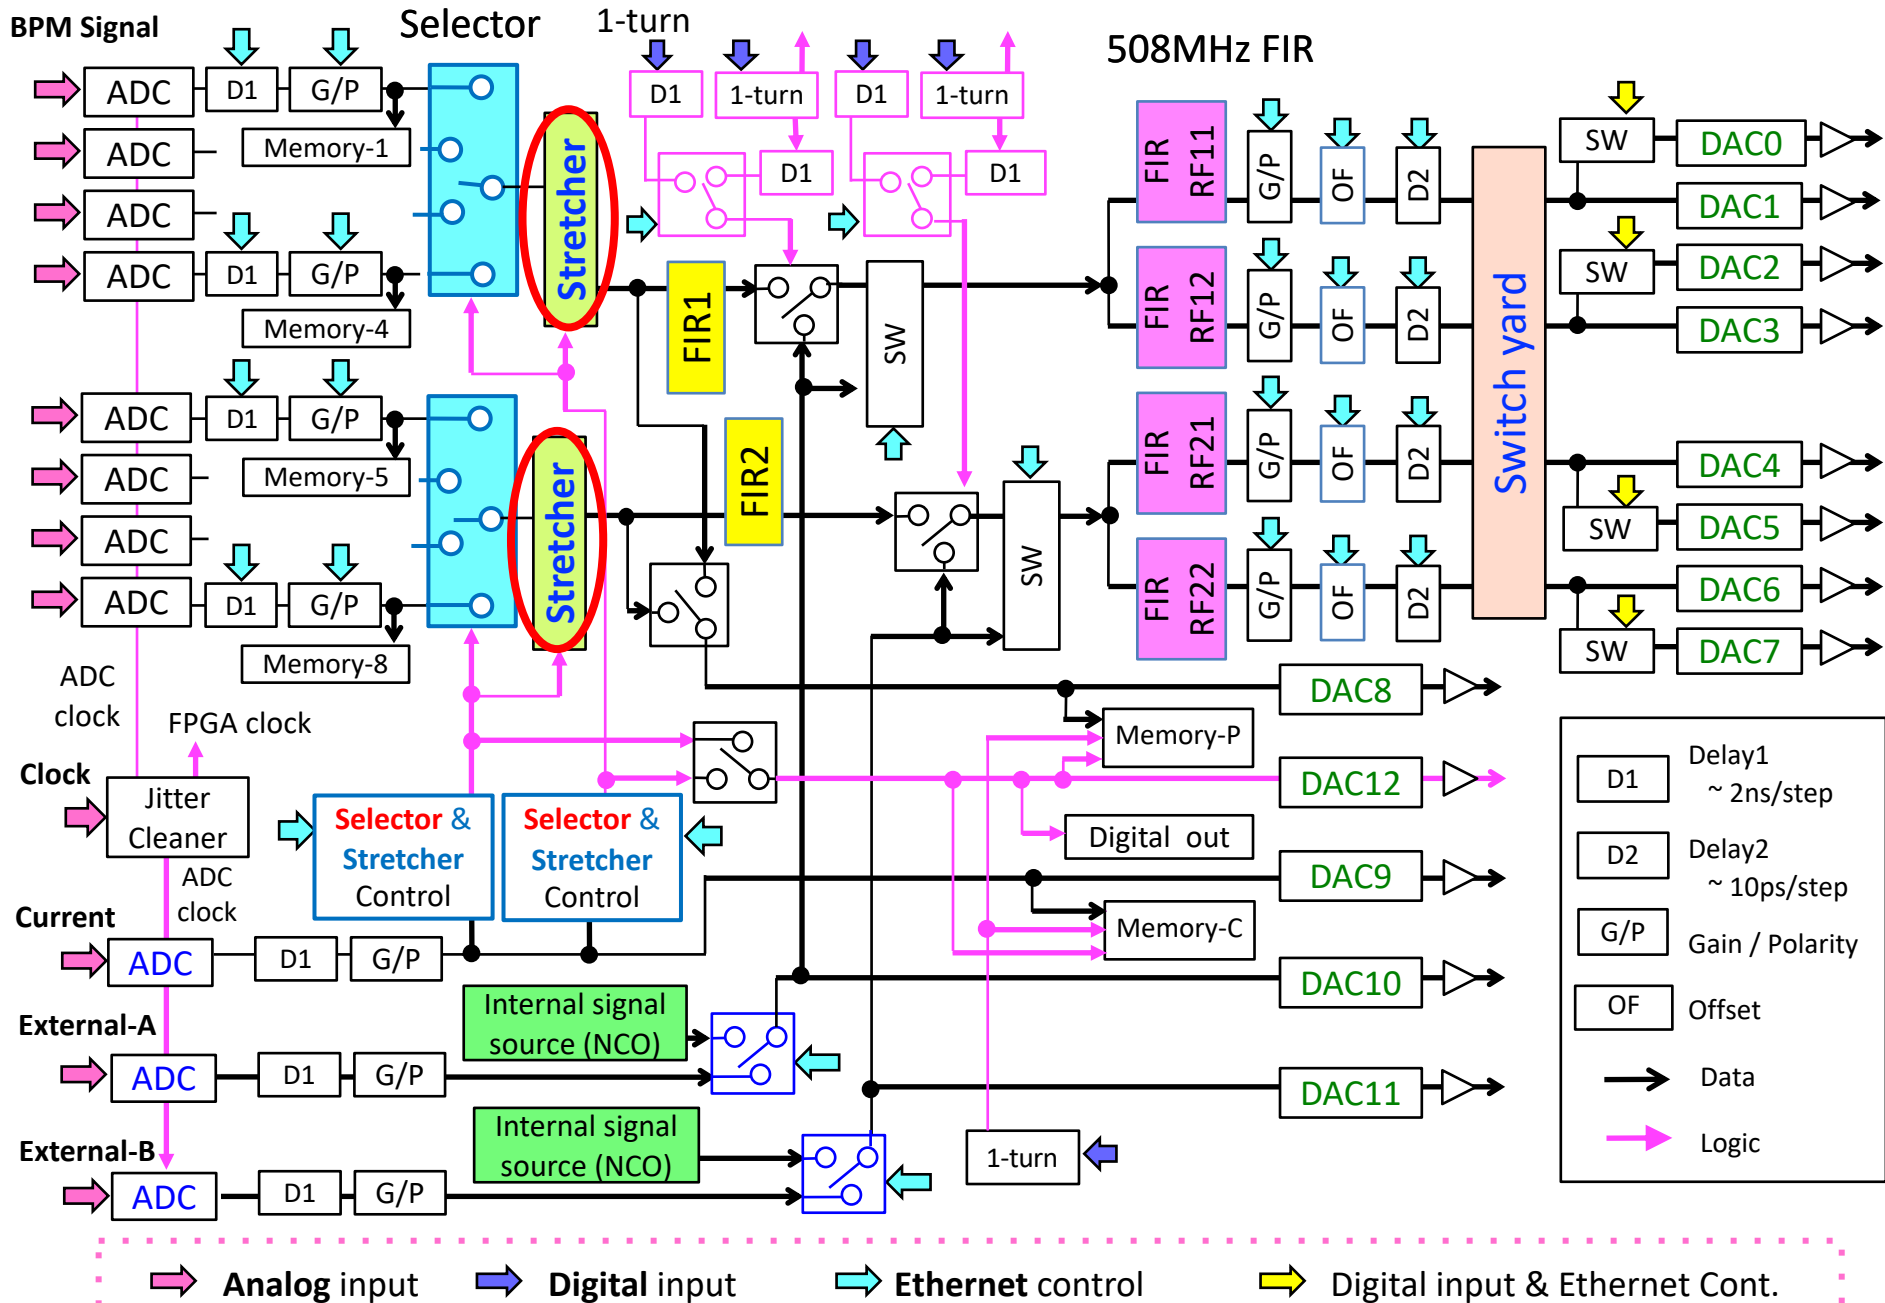 BPM Signal
Selector
1-turn
508MHz FIR
ADC
D1
G/P
Memory-1
ADC
ADC
ADC
D1
G/P
Memory-4
Stretcher
D1
1-turn
D1
D1
1-turn
D1
FIR1
SW
FIR RF11
G/P
OF
D2
FIR RF12
G/P
OF
D2
Switch yard
SW
DAC0
DAC1
SW
DAC2
DAC3
ADC
D1
G/P
Memory-5
ADC
ADC
ADC
D1
G/P
Memory-8
Stretcher
FIR2
SW
FIR RF21
G/P
OF
D2
FIR RF22
G/P
OF
D2
DAC4
SW
DAC5
DAC6
SW
DAC7
ADC
clock
FPGA clock
Clock
Jitter
Cleaner
ADC
clock
Selector &
Stretcher
Control
Selector &
Stretcher
Control
DAC8
Memory-P
DAC12
Digital out
DAC9
Memory-C
DAC10
DAC11
Current
ADC
D1
G/P
Internal signal
source (NCO)
External-A
ADC
D1
G/P
Internal signal
source (NCO)
External-B
ADC
D1
G/P
1-turn
D1
Delay1
~ 2ns/step
D2
Delay2
~ 10ps/step
G/P
Gain / Polarity
OF
Offset
Data
Logic
Analog input
Digital input
Ethernet control
Digital input & Ethernet Cont.